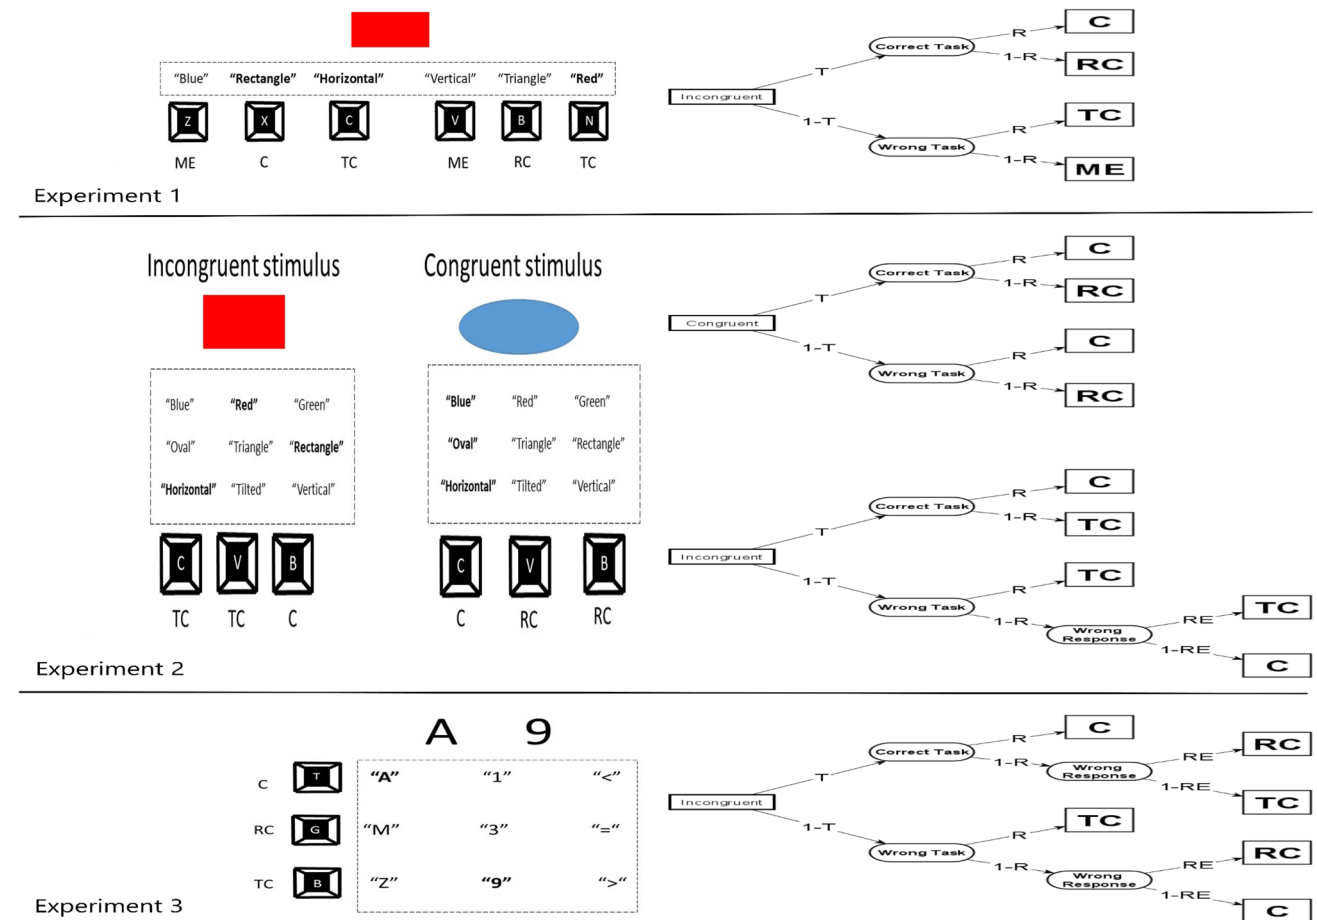 “Blue” “Rectangle” “Horizontal” “Vertical” “Triangle” “Red”
Z X C V B N
ME C TC ME RC TC
Experiment 1
Incongruent
T
1-T
Correct Task
Wrong Task
R
1-R
R
1-R
C
RC
TC
ME
Incongruent stimulus
“Blue” “Red” “Green”
“Oval” “Triangle” “Rectangle”
“Horizontal” “Tilted” “Vertical”
C V B
TC TC C
Congruent stimulus
“Blue” “Red” “Green”
“Oval” “Triangle” “Rectangle”
“Horizontal” “Tilted” “Vertical”
C V B
C RC RC
Experiment 2
Congruent
T
1-T
Correct Task
Wrong Task
R
1-R
R
1-R
C
RC
C
RC
Incongruent
T
1-T
Correct Task
Wrong Task
R
1-R
R
1-R
C
TC
TC
Wrong
Response
RE
1-RE
TC
C
A 9
C T “A” “1” “<”
RC G “M” “3” “=“
TC B “Z” “9” “>”
Experiment 3
Incongruent
T
1-T
Correct Task
Wrong Task
R
1-R
C
Wrong
Response
RE
1-RE
RC
TC
R
1-R
TC
Wrong
Response
RE
1-RE
RC
C